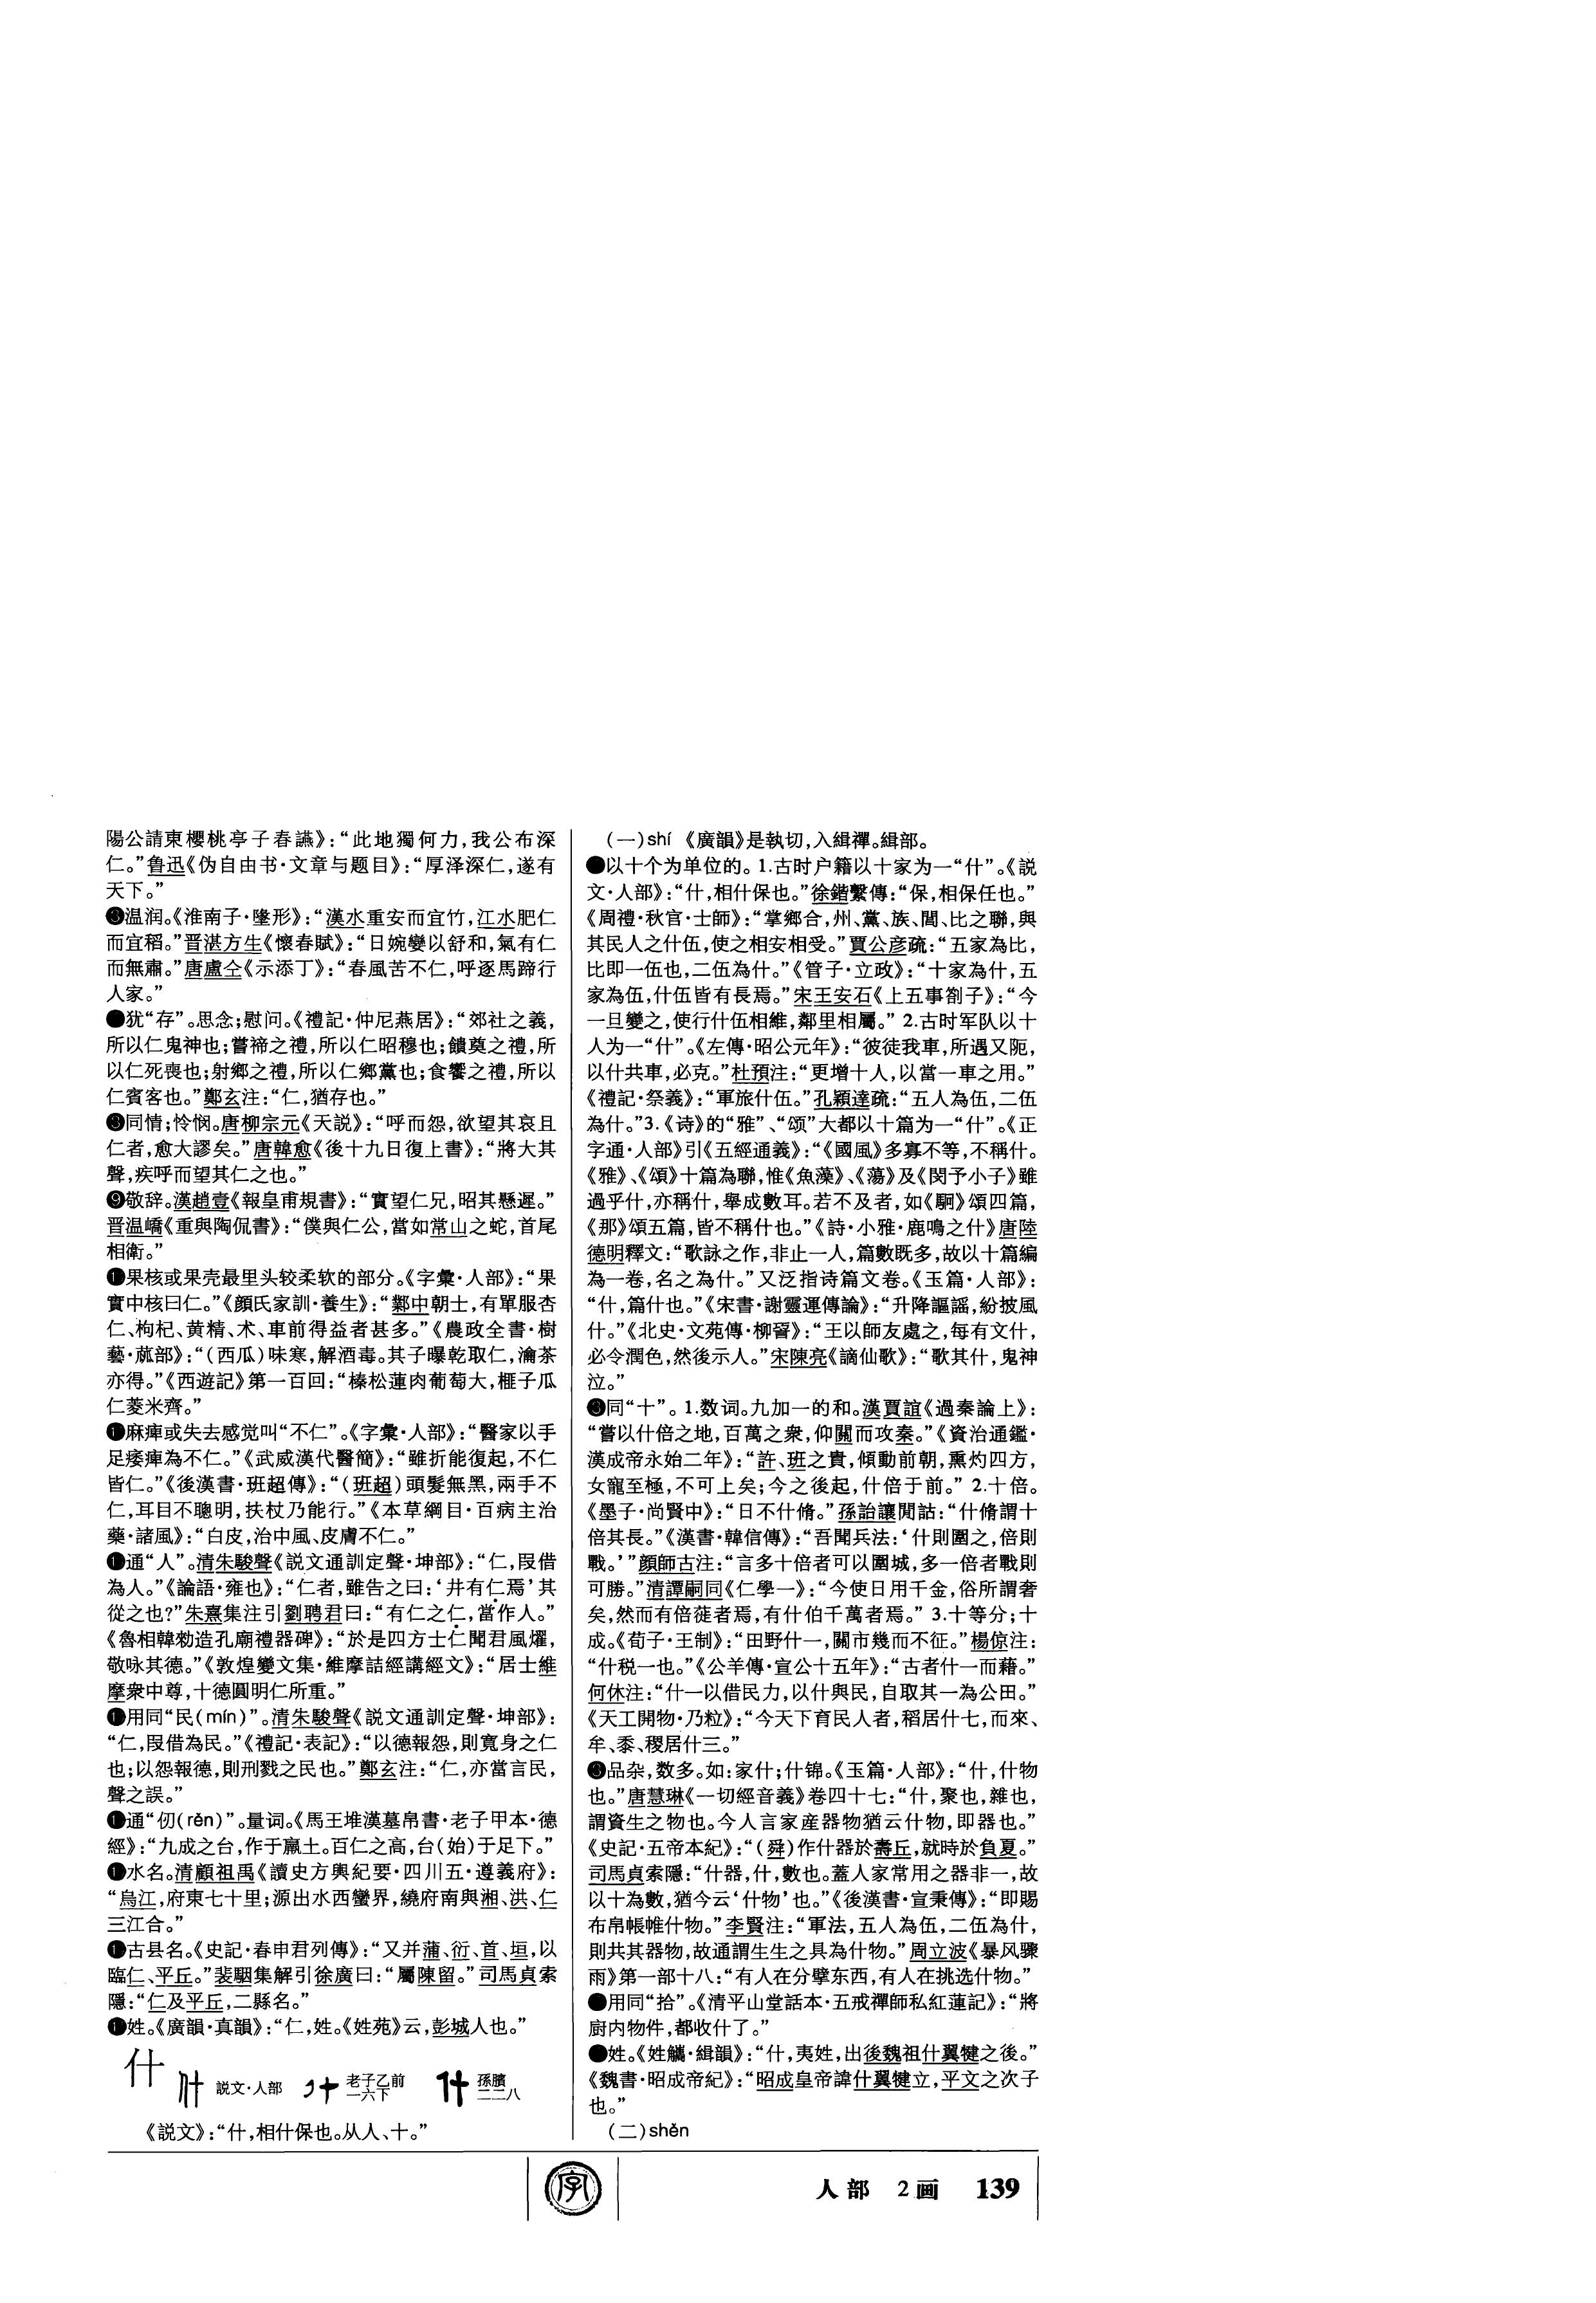 陽公請東櫻桃亭子春讌》：“此地獨何力，我公布深
仁。”鲁迅《伪自由书·文章与题目》：“厚泽深仁，遂有
天下。”
温润。《淮南子·墬形》：“漢水重安而宜竹，江水肥仁
而宜稻。”晋湛方生《懷春賦》：“日婉孌以舒和，氣有仁
而無肅。”唐盧仝《示添丁》：“春風苦不仁，呼逐馬蹄行
人家。”
●犹“存”。思念；慰问。《禮記·仲尼燕居》：“郊社之義，
所以仁鬼神也；嘗禘之禮，所以仁昭穆也；饋奠之禮，所
以仁死喪也；射鄉之禮，所以仁鄉黨也；食饗之禮，所以
仁賓客也。”鄭玄注：“仁，猶存也。”
同情；怜悯。唐柳宗元《天説》：“呼而怨，欲望其哀且
仁者，愈大謬矣。”唐韓愈《後十九日復上書》：“將大其
聲，疾呼而望其仁之也。”
❾敬辞。漢趙壹《報皇甫規書》：“實望仁兄，昭其懸遲。”
晋温嶠《重與陶侃書》：“僕與仁公，當如常山之蛇，首尾
相衛。”
❶果核或果壳最里头较柔软的部分。《字彙·人部》：“果
實中核曰仁。”《顔氏家訓·養生》：“鄴中朝士，有單服杏
仁、枸杞、黄精、术、車前得益者甚多。”《農政全書·樹
藝·蓏部》：“（西瓜）味寒，解酒毒。其子曝乾取仁，瀹茶
亦得。”《西遊記》第一百回：“榛松蓮肉葡萄大，榧子瓜
仁菱米齊。”
❶麻痺或失去感觉叫“不仁”。《字彙·人部》：“醫家以手
足痿痺為不仁。”《武威漢代醫簡》：“雖折能復起，不仁
皆仁。”《後漢書·班超傳》：“（班超）頭髮無黑，兩手不
仁，耳目不聰明，扶杖乃能行。”《本草綱目·百病主治
藥·諸風》：“白皮，治中風、皮膚不仁。”
❶通“人”。清朱駿聲《説文通訓定聲·坤部》：“仁，叚借
為人。”《論語·雍也》：“仁者，雖告之曰：‘井有仁焉’其
從之也？”朱熹集注引劉聘君曰：“有仁之仁，當作人。”
《魯相韓勑造孔廟禮器碑》：“於是四方士仁聞君風燿，
敬咏其德。”《敦煌變文集·維摩詰經講經文》：“居士維
摩衆中尊，十德圓明仁所重。”
❶用同“民（mín）”。清朱駿聲《説文通訓定聲·坤部》：
“仁，叚借為民。”《禮記·表記》：“以德報怨，則寬身之仁
也；以怨報德，則刑戮之民也。”鄭玄注：“仁，亦當言民，
聲之誤。”
❶通“仞（rěn）”。量词。《馬王堆漢墓帛書·老子甲本·德
經》：“九成之台，作于羸土。百仁之高，台（始）于足下。”
❶水名。清顧祖禹《讀史方輿紀要·四川五·遵義府》：
“烏江，府東七十里；源出水西蠻界，繞府南與湘、洪、仁
三江合。”
❶古县名。《史記·春申君列傳》：“又并蒲、衍、首、垣，以
臨仁、平丘。”裴駰集解引徐廣曰：“屬陳留。”司馬貞索
隱：“仁及平丘，二縣名。”
❶姓。《廣韻·真韻》：“仁，姓。《姓苑》云，彭城人也。”
什
説文·人部 老子乙前一六下 孫臏二二八
《説文》：“什，相什保也。从人、十。”
（一）shí 《廣韻》是執切，入緝禪。緝部。
●以十个为单位的。1.古时户籍以十家为一“什”。《説
文·人部》：“什，相什保也。”徐鍇繫傳：“保，相保任也。”
《周禮·秋官·士師》：“掌鄉合，州、黨、族、閭、比之聯，與
其民人之什伍，使之相安相受。”賈公彦疏：“五家為比，
比即一伍也，二伍為什。”《管子·立政》：“十家為什，五
家為伍，什伍皆有長焉。”宋王安石《上五事劄子》：“今
一旦變之，使行什伍相維，鄰里相屬。”2.古时军队以十
人为一“什”。《左傳·昭公元年》：“彼徒我車，所遇又阨，
以什共車，必克。”杜預注：“更增十人，以當一車之用。”
《禮記·祭義》：“軍旅什伍。”孔穎達疏：“五人為伍，二伍
為什。”3.《诗》的“雅”、“颂”大都以十篇为一“什”。《正
字通·人部》引《五經通義》：“《國風》多寡不等，不稱什。
《雅》、《頌》十篇為聯，惟《魚藻》、《蕩》及《閔予小子》雖
過乎什，亦稱什，舉成數耳。若不及者，如《駉》頌四篇，
《那》頌五篇，皆不稱什也。”《詩·小雅·鹿鳴之什》唐陸
德明釋文：“歌詠之作，非止一人，篇數既多，故以十篇編
為一卷，名之為什。”又泛指诗篇文卷。《玉篇·人部》：
“什，篇什也。”《宋書·謝靈運傳論》：“升降謳謡，紛披風
什。”《北史·文苑傳·柳䛒》：“王以師友處之，每有文什，
必令潤色，然後示人。”宋陳亮《謫仙歌》：“歌其什，鬼神
泣。”
同“十”。1.数词。九加一的和。漢賈誼《過秦論上》：
“嘗以什倍之地，百萬之衆，仰關而攻秦。”《資治通鑑·
漢成帝永始二年》：“許、班之貴，傾動前朝，熏灼四方，
女寵至極，不可上矣；今之後起，什倍于前。”2.十倍。
《墨子·尚賢中》：“日不什脩。”孫詒讓閒詁：“什脩謂十
倍其長。”《漢書·韓信傳》：“吾聞兵法：‘什則圍之，倍則
戰。’”顔師古注：“言多十倍者可以圍城，多一倍者戰則
可勝。”清譚嗣同《仁學一》：“今使日用千金，俗所謂奢
矣，然而有倍蓰者焉，有什伯千萬者焉。”3.十等分；十
成。《荀子·王制》：“田野什一，關市幾而不征。”楊倞注：
“什税一也。”《公羊傳·宣公十五年》：“古者什一而藉。”
何休注：“什一以借民力，以什與民，自取其一為公田。”
《天工開物·乃粒》：“今天下育民人者，稻居什七，而來、
牟、黍、稷居什三。”
品杂，数多。如：家什；什锦。《玉篇·人部》：“什，什物
也。”唐慧琳《一切經音義》卷四十七：“什，聚也，雜也，
謂資生之物也。今人言家産器物猶云什物，即器也。”
《史記·五帝本紀》：“（舜）作什器於壽丘，就時於負夏。”
司馬貞索隱：“什器，什，數也。蓋人家常用之器非一，故
以十為數，猶今云‘什物’也。”《後漢書·宣秉傳》：“即賜
布帛帳帷什物。”李賢注：“軍法，五人為伍，二伍為什，
則共其器物，故通謂生生之具為什物。”周立波《暴风骤
雨》第一部十八：“有人在分擘东西，有人在挑选什物。”
●用同“拾”。《清平山堂話本·五戒禪師私紅蓮記》：“將
厨内物件，都收什了。”
●姓。《姓觿·緝韻》：“什，夷姓，出後魏祖什翼犍之後。”
《魏書·昭成帝紀》：“昭成皇帝諱什翼犍立，平文之次子
也。”
（二）shěn
字
人部 2画 139